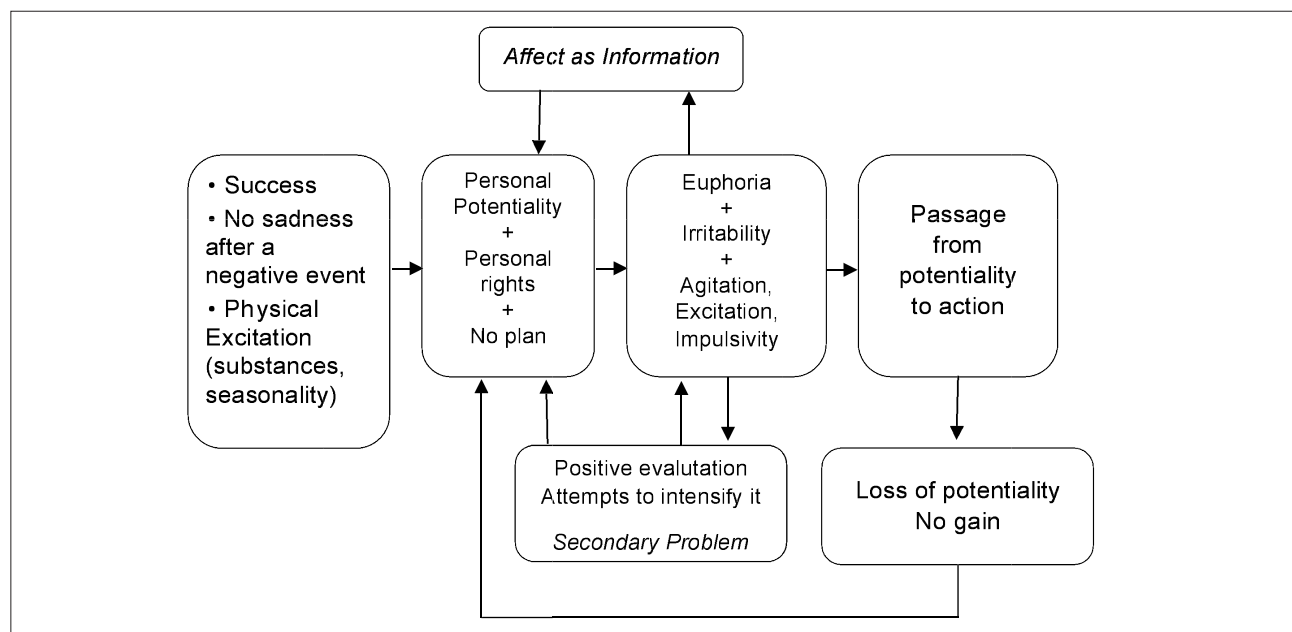 Affect as Information
• Success
• No sadness
after a
negative event
• Physical
Excitation
(substances,
seasonality)
Personal
Potentiality
+
Personal
rights
+
No plan
Euphoria
+
Irritability
+
Agitation,
Excitation,
Impulsivity
Passage
from
potentiality
to action
Positive evalutation
Attempts to intensify it
Secondary Problem
Loss of potentiality
No gain